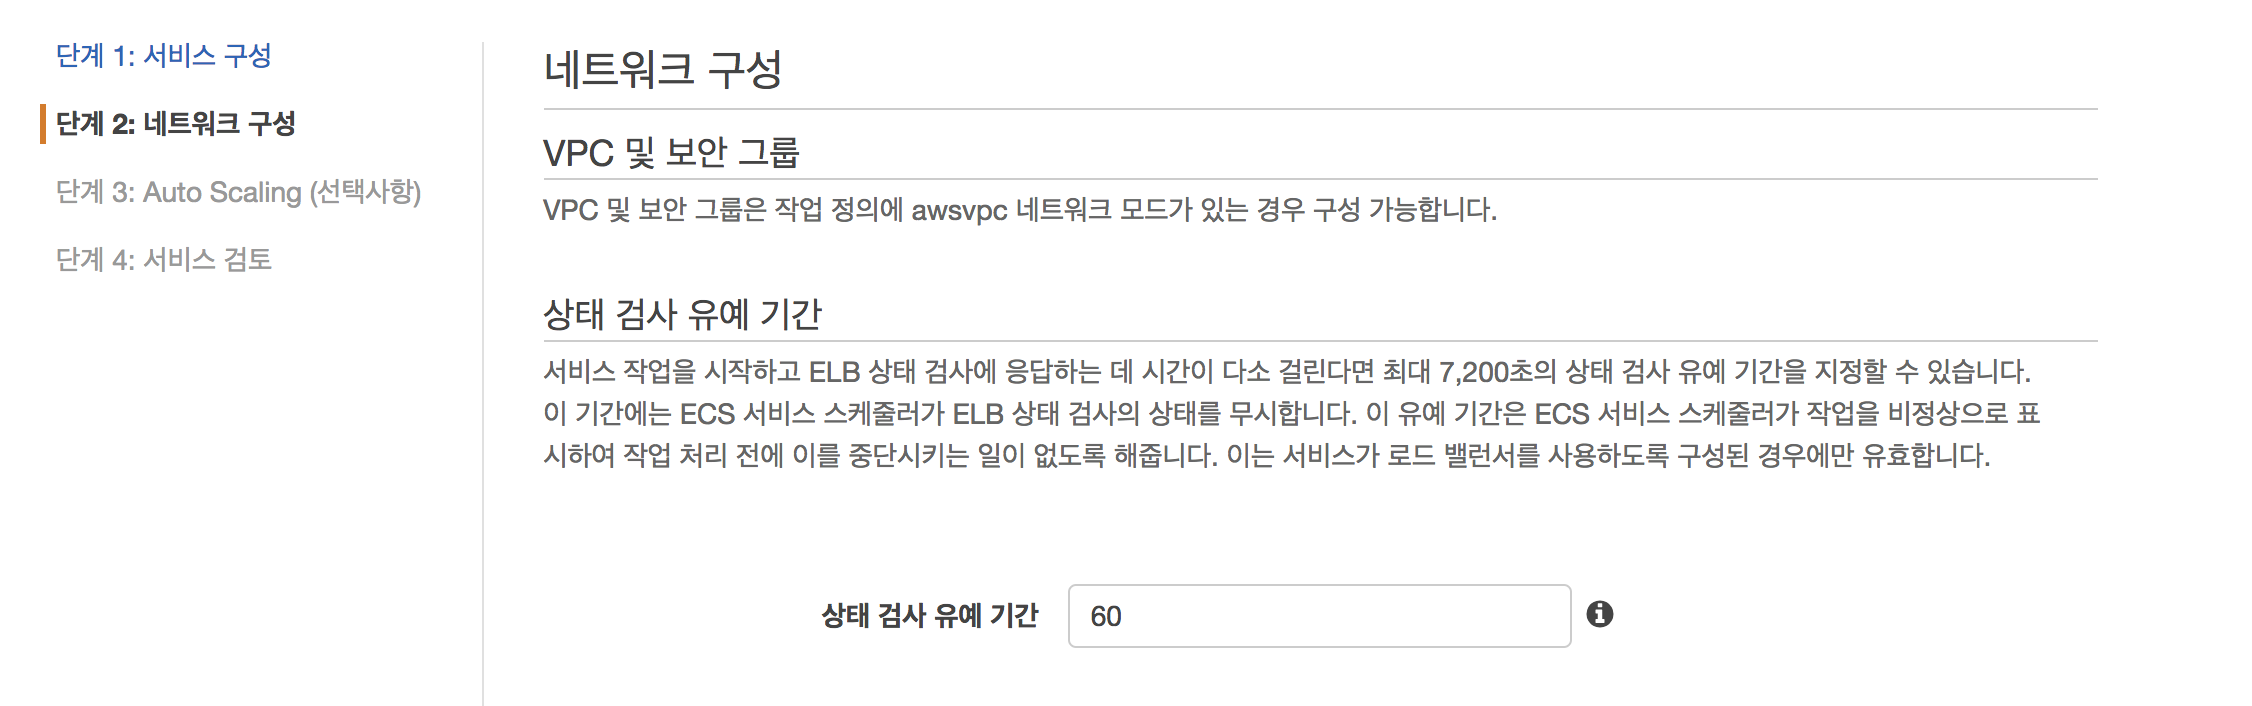 단계 1: 서비스 구성
단계 2: 네트워크 구성
단계 3: Auto Scaling (선택사항)
단계 4: 서비스 검토
네트워크 구성
VPC 및 보안 그룹
VPC 및 보안 그룹은 작업 정의에 awsvpc 네트워크 모드가 있는 경우 구성 가능합니다.
상태 검사 유예 기간
서비스 작업을 시작하고 ELB 상태 검사에 응답하는 데 시간이 다소 걸린다면 최대 7,200초의 상태 검사 유예 기간을 지정할 수 있습니다.
이 기간에는 ECS 서비스 스케줄러가 ELB 상태 검사의 상태를 무시합니다. 이 유예 기간은 ECS 서비스 스케줄러가 작업을 비정상으로 표
시하여 작업 처리 전에 이를 중단시키는 일이 없도록 해줍니다. 이는 서비스가 로드 밸런서를 사용하도록 구성된 경우에만 유효합니다.
상태 검사 유예 기간 60